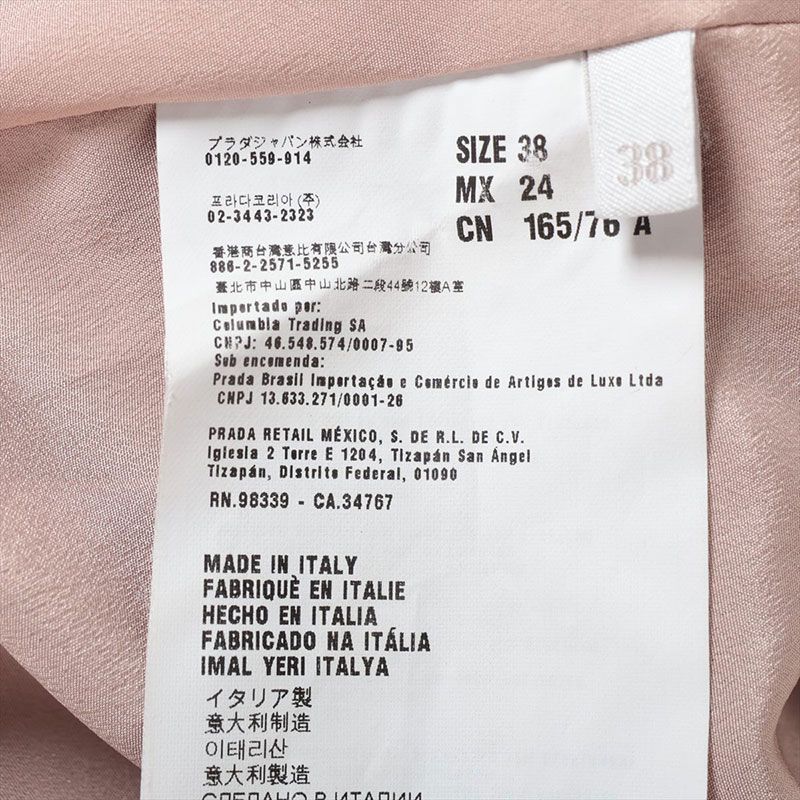 プラダジャパン株式会社
0120-559-914
프라다코리아 (주)
02-3443-2323
香港商台灣意比有限公司台灣分公司
886-2-2571-5255
臺北市中山區中山北路二段44號12樓A室
Importado por:
Columbia Trading SA
CNPJ: 46.548.574/0007-95
Sob encomenda:
Prada Brasil Importação e Comércio de Artigos de Luxo Ltda
CNPJ 13.633.271/0001-26
PRADA RETAIL MÉXICO, S. DE R.L. DE C.V.
Iglesia 2 Torre E 1204, Tizapán San Ángel
Tizapán, Distrito Federal, 01090
RN.98339 - CA.34767
SIZE 38
MX 24
CN 165/76 A
38
MADE IN ITALY
FABRIQUÈ EN ITALIE
HECHO EN ITALIA
FABRICADO NA ITÁLIA
IMAL YERI ITALYA
イタリア製
意大利制造
이태리산
意大利製造
СДЕЛАНО В ИТАЛИИ